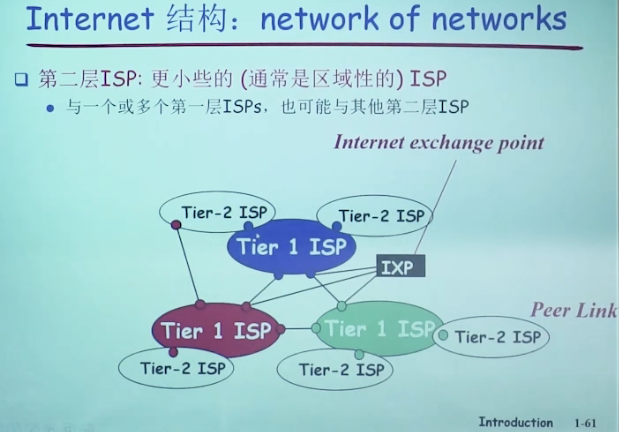 Internet 结构：network of networks
第二层ISP: 更小些的 (通常是区域性的) ISP
与一个或多个第一层ISPs，也可能与其他第二层ISP
Internet exchange point
Tier-2 ISP
Tier-2 ISP
Tier 1 ISP
IXP
Peer Link
Tier 1 ISP
Tier 1 ISP
Tier-2 ISP
Tier-2 ISP
Tier-2 ISP
Introduction 1-61